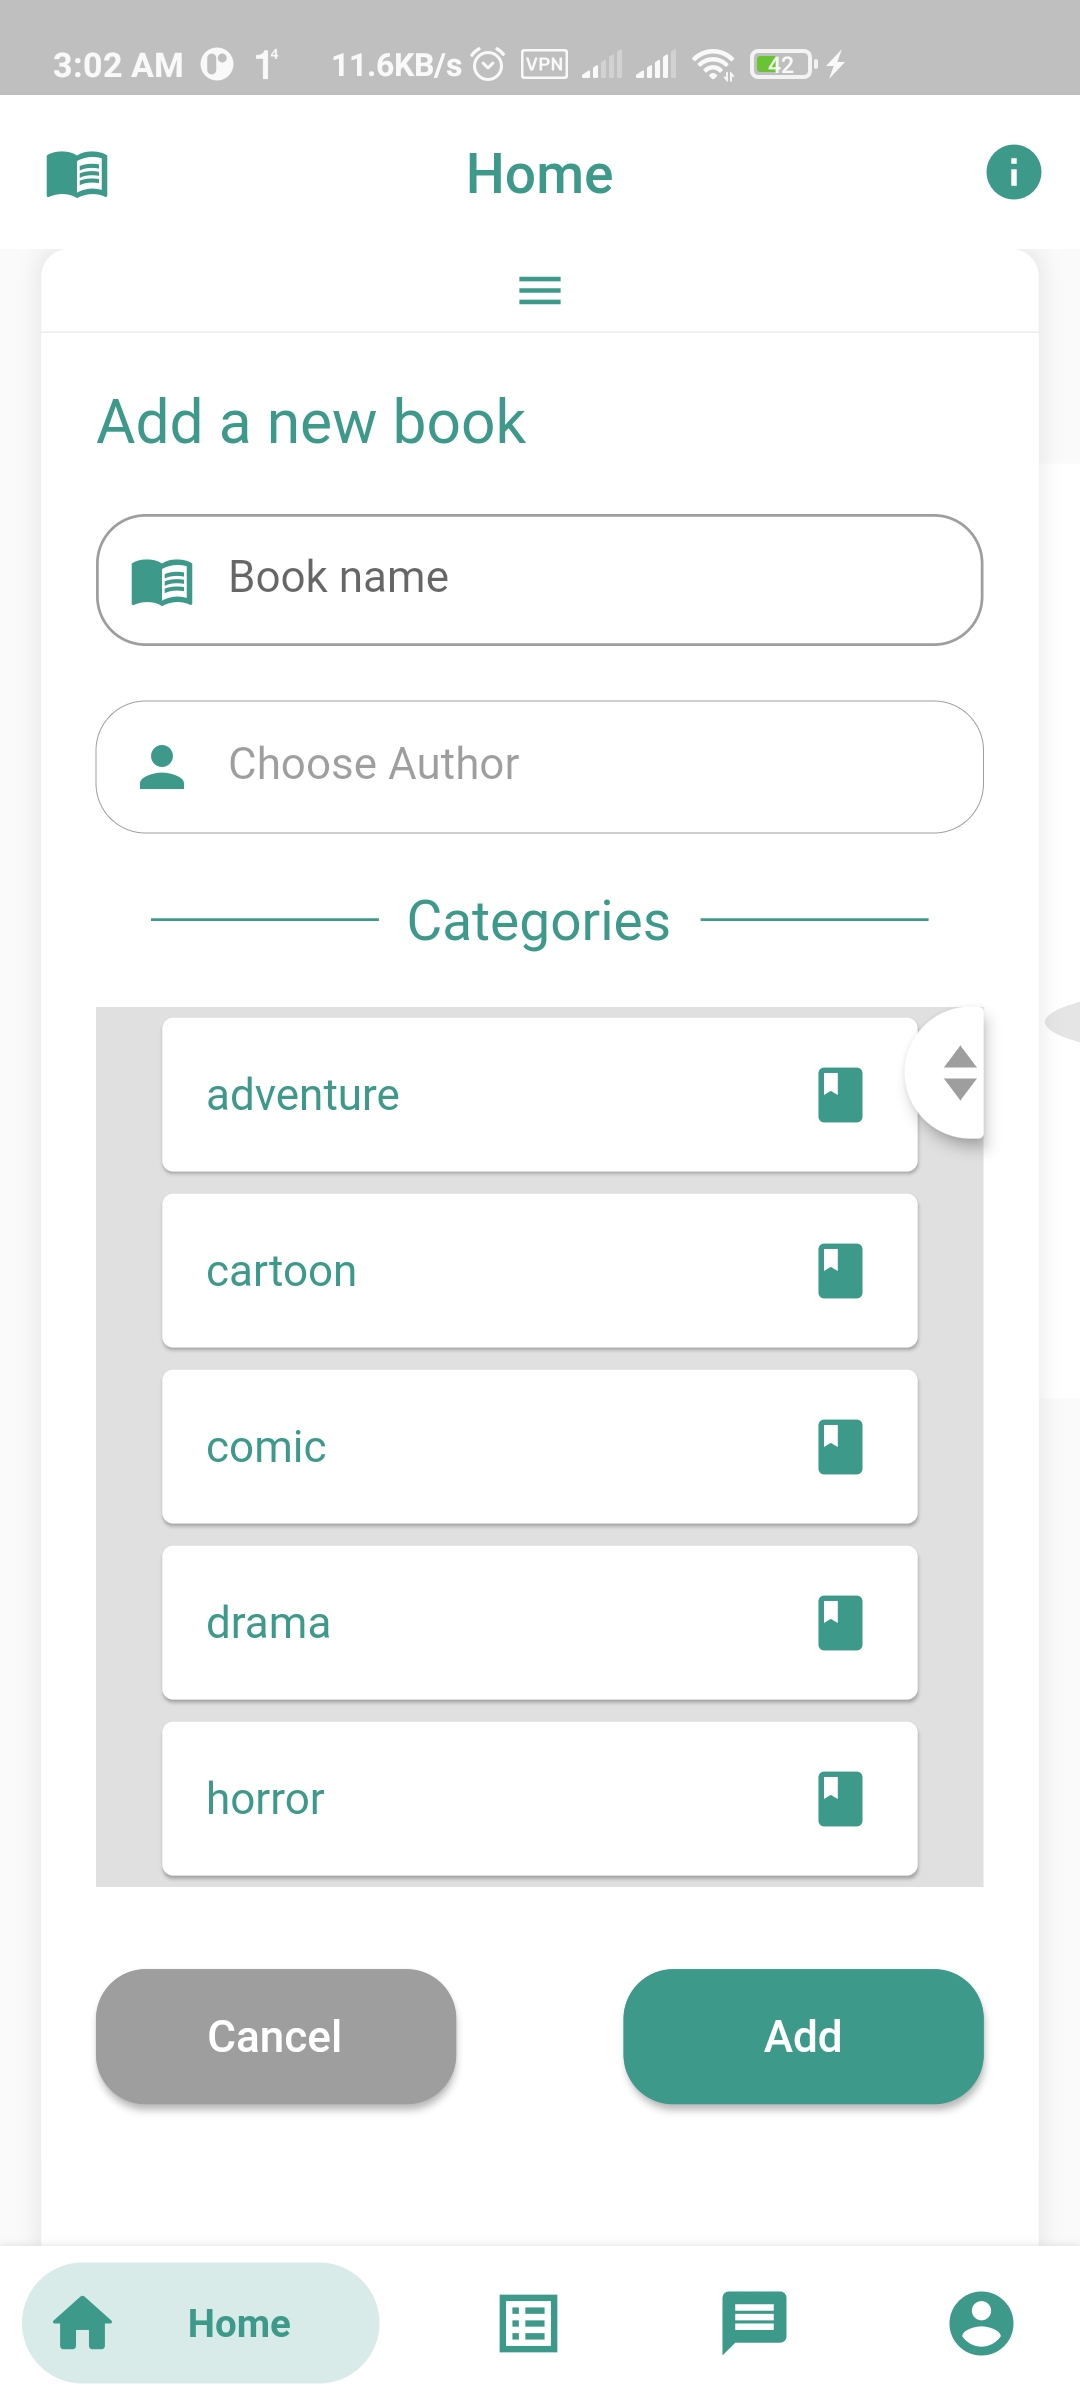 3:02 AM 1⁴ 11.6KB/s VPN 42
Home
Add a new book
Book name
Choose Author
Categories
adventure
cartoon
comic
drama
horror
Cancel Add
Home